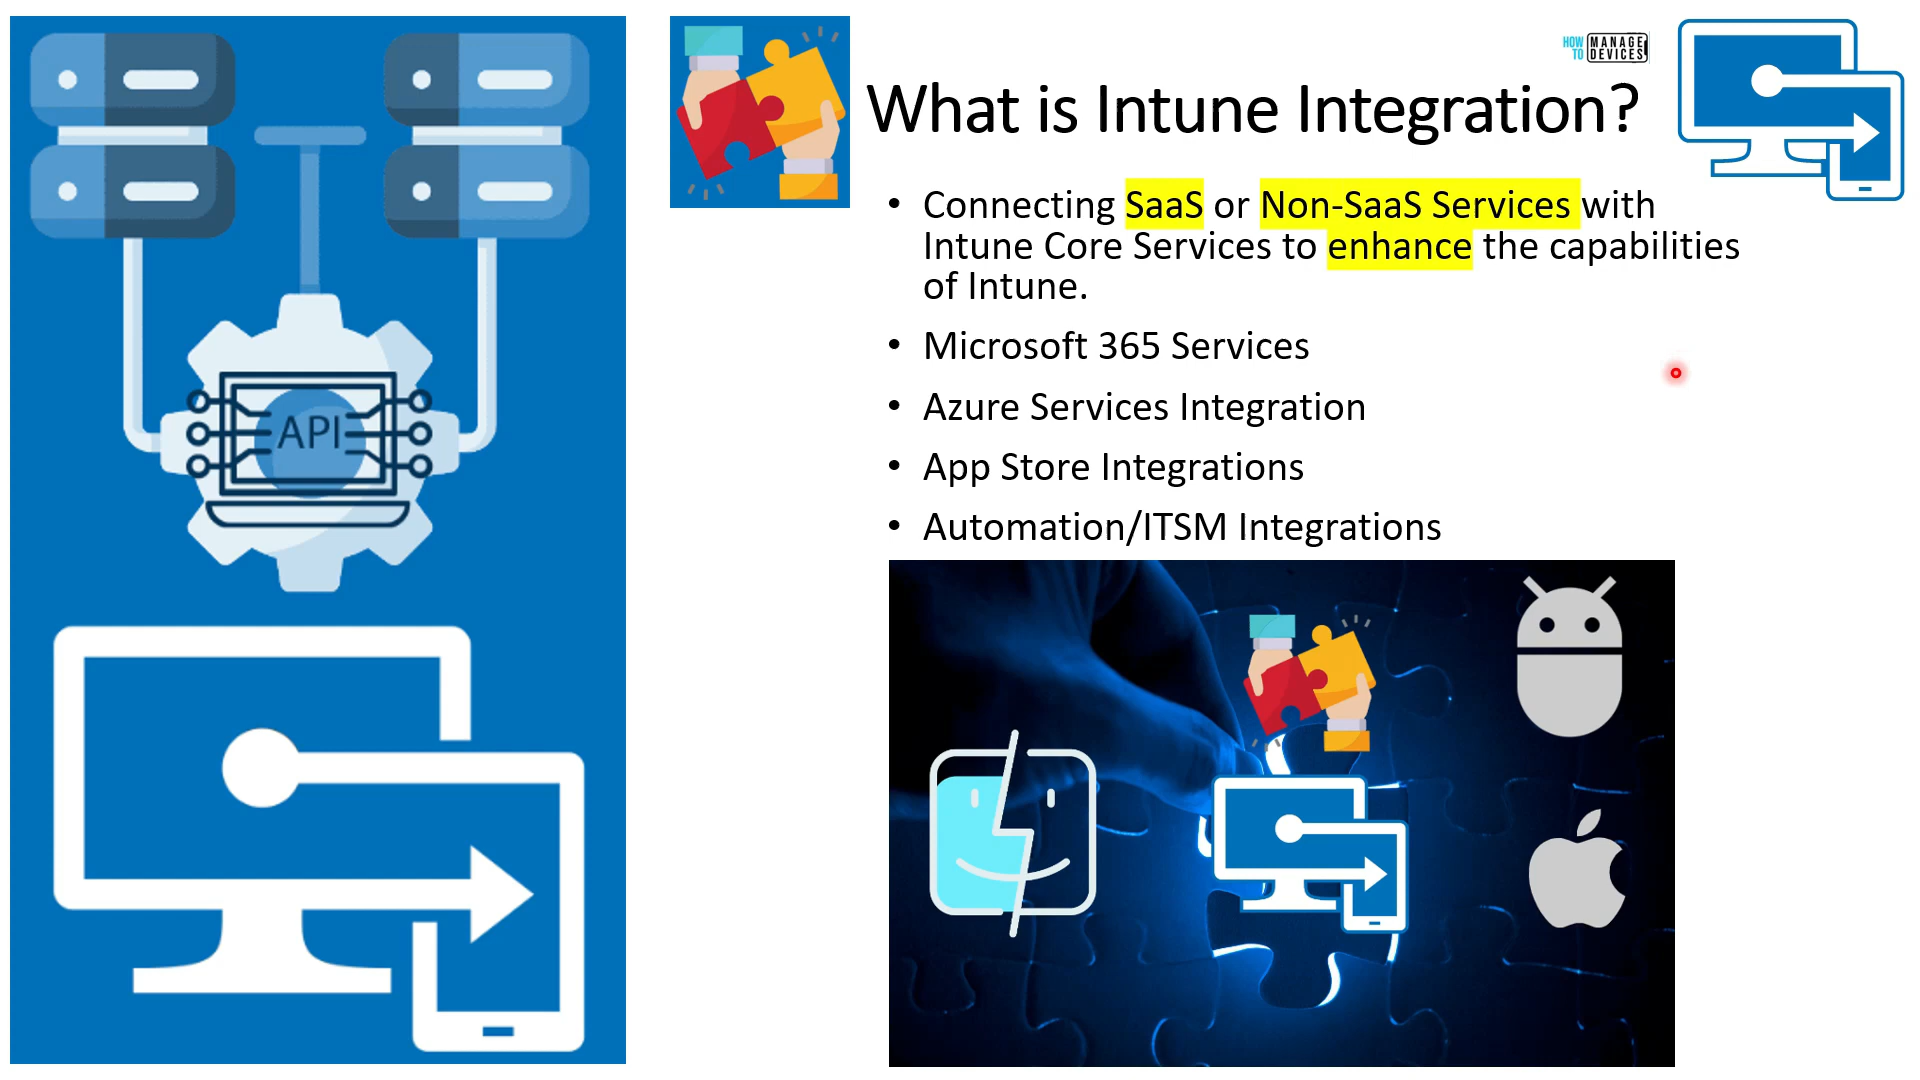 HOW TO MANAGE DEVICES
What is Intune Integration?
• Connecting SaaS or Non-SaaS Services with
Intune Core Services to enhance the capabilities
of Intune.
• Microsoft 365 Services
• Azure Services Integration
• App Store Integrations
• Automation/ITSM Integrations
API